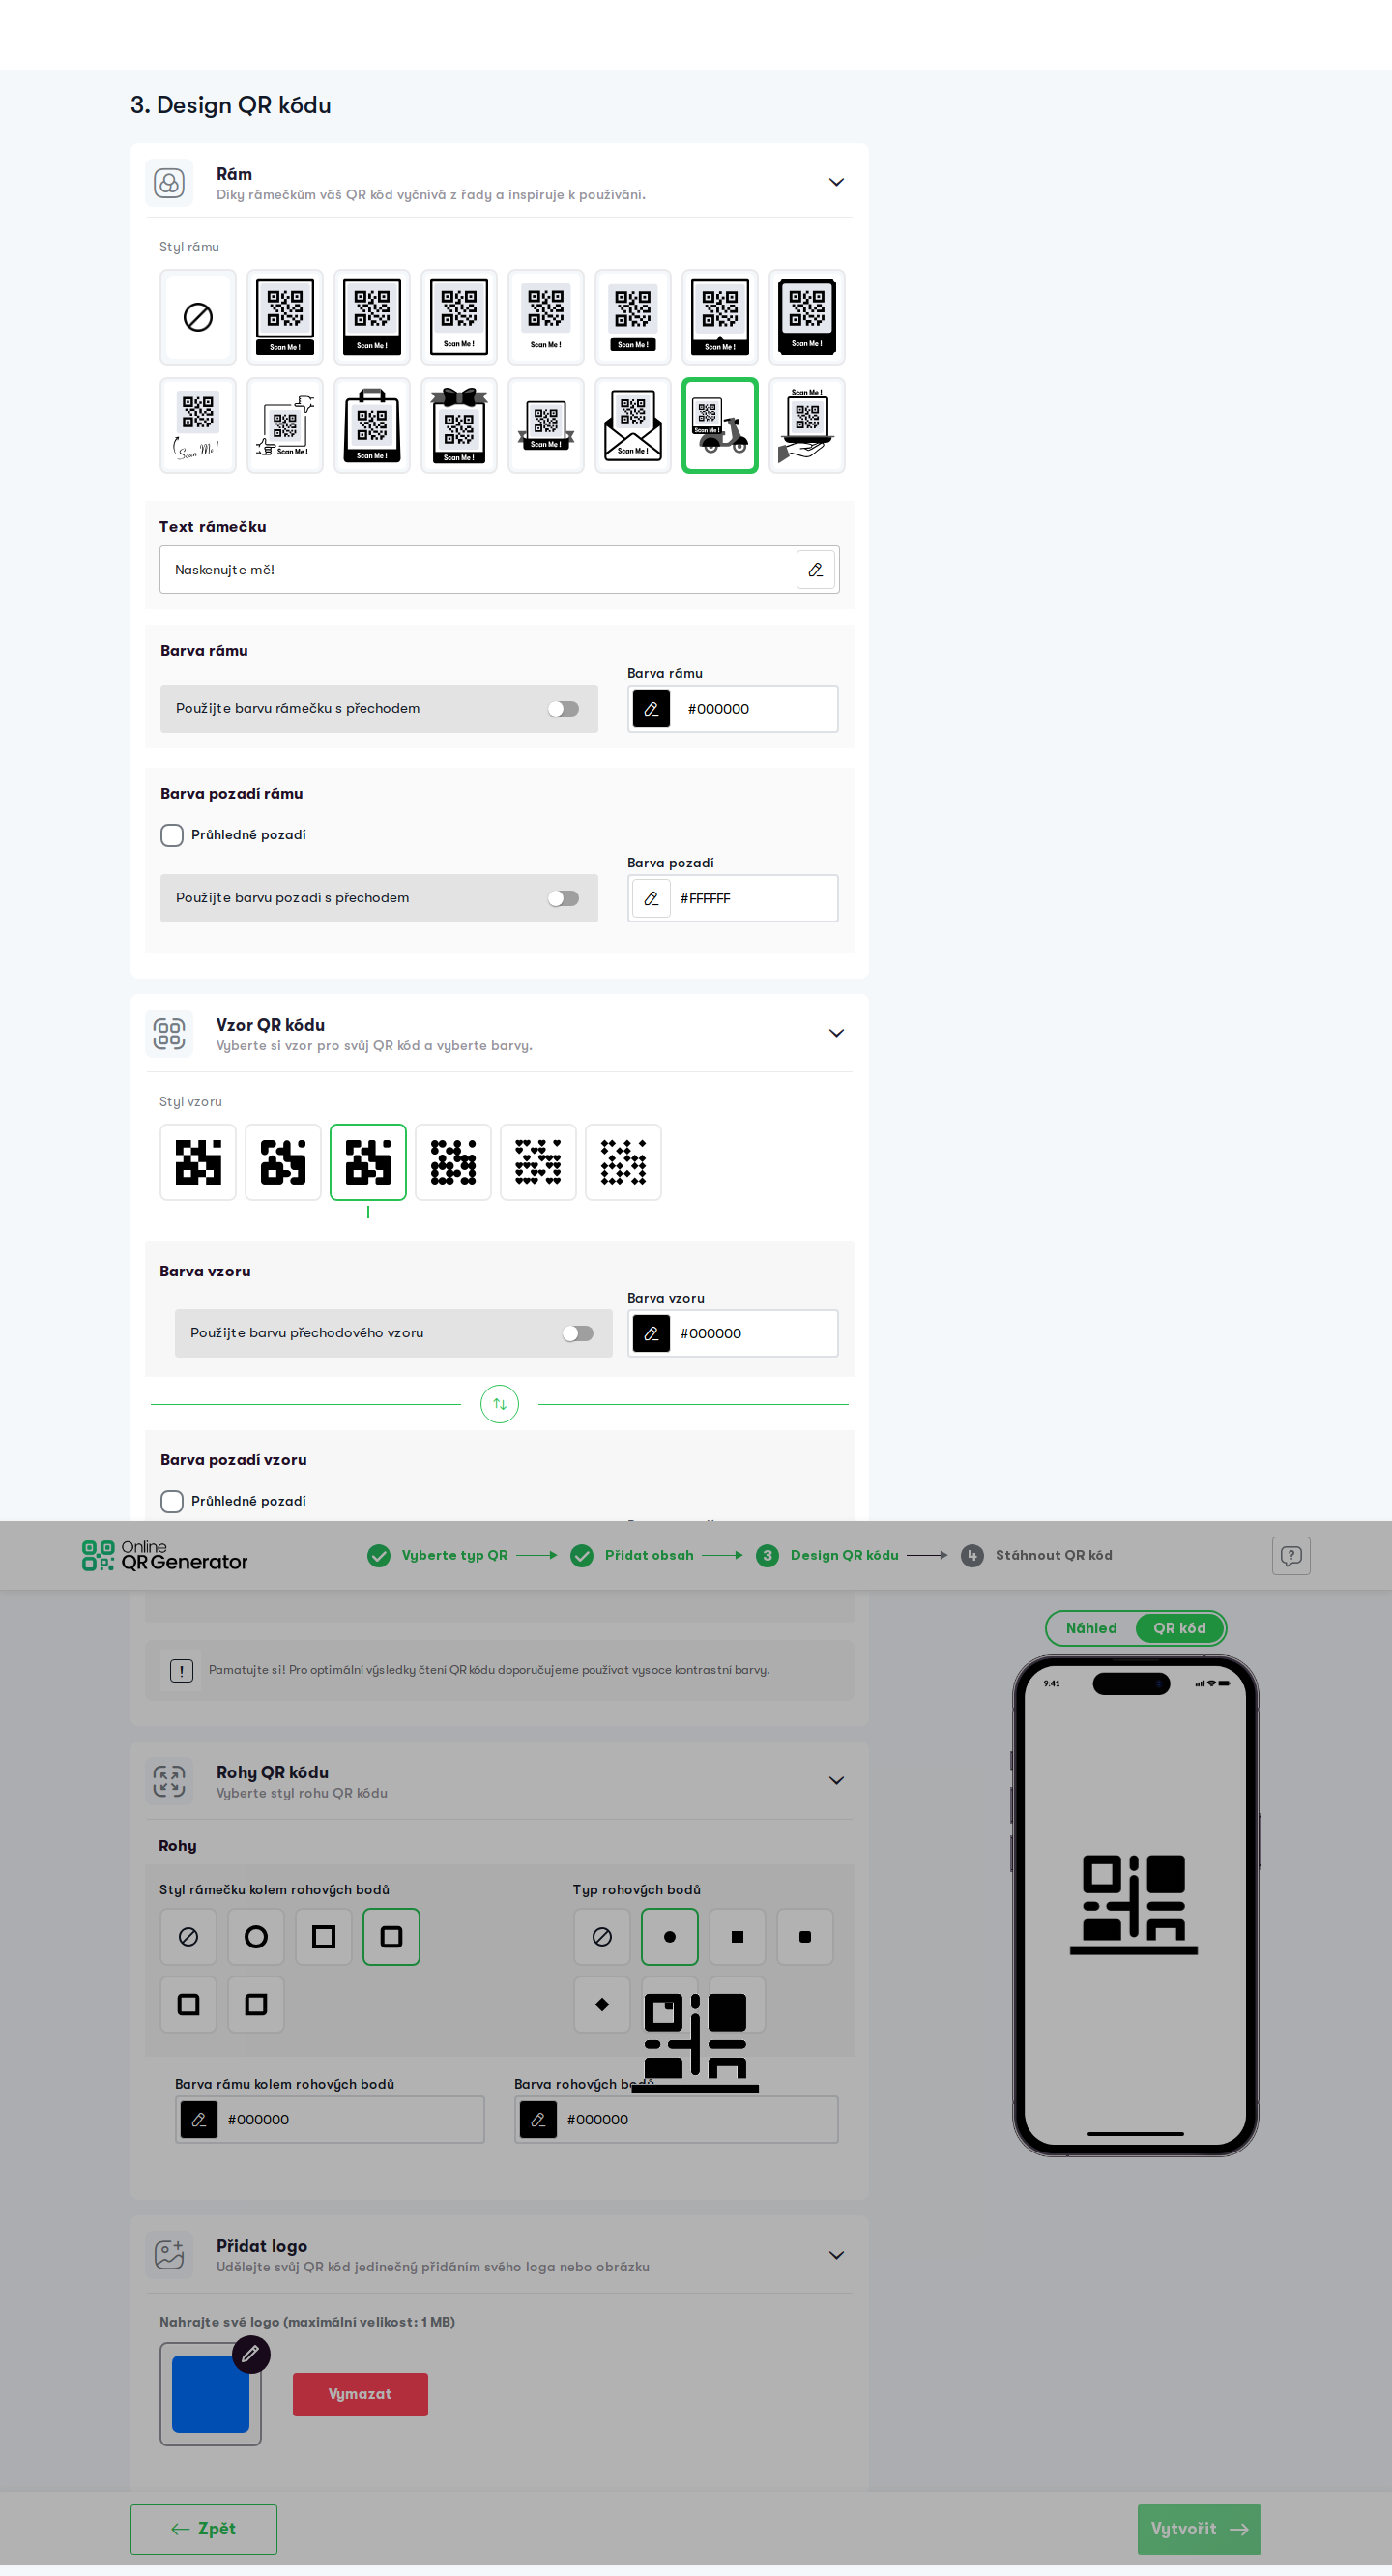 3. Design QR kódu
Rám
Díky rámečkům váš QR kód vyčnívá z řady a inspiruje k používání.
Styl rámu
Scan Me !
Scan Me !
Scan Me !
Scan Me !
Scan Me !
Scan Me !
Scan Me !
Scan Me !
Scan Me !
Scan Me !
Scan Me !
Scan Me !
Scan Me !
Scan Me !
Text rámečku
Naskenujte mě!
Barva rámu
Barva rámu
Použijte barvu rámečku s přechodem
#000000
Barva pozadí rámu
Průhledné pozadí
Barva pozadí
Použijte barvu pozadí s přechodem
#FFFFFF
Vzor QR kódu
Vyberte si vzor pro svůj QR kód a vyberte barvy.
Styl vzoru
Barva vzoru
Barva vzoru
Použijte barvu přechodového vzoru
#000000
Barva pozadí vzoru
Průhledné pozadí
Online
QR Generator
Vyberte typ QR
Přidat obsah
3 Design QR kódu
4 Stáhnout QR kód
Náhled
QR kód
Pamatujte si! Pro optimální výsledky čtení QR kódu doporučujeme používat vysoce kontrastní barvy.
9:41
Rohy QR kódu
Vyberte styl rohu QR kódu
Rohy
Styl rámečku kolem rohových bodů
Typ rohových bodů
Barva rámu kolem rohových bodů
Barva rohových bodů
#000000
#000000
Přidat logo
Udělejte svůj QR kód jedinečný přidáním svého loga nebo obrázku
Nahrajte své logo (maximální velikost: 1 MB)
Vymazat
Zpět
Vytvořit